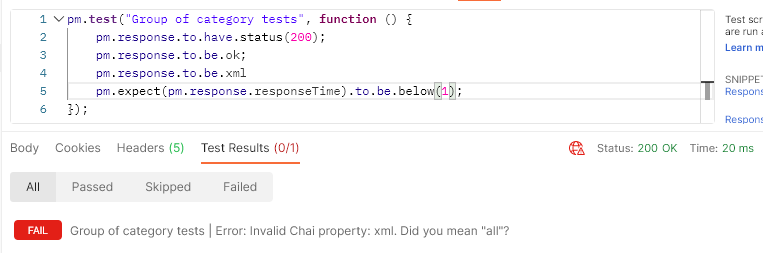 1 pm.test("Group of category tests", function () {
2 pm.response.to.have.status(200);
3 pm.response.to.be.ok;
4 pm.response.to.be.xml
5 pm.expect(pm.response.responseTime).to.be.below(1);
6 });
Test scr
are run a
Learn m
SNIPPET
Response
Response
Body Cookies Headers (5) Test Results (0/1) Status: 200 OK Time: 20 ms
All Passed Skipped Failed
FAIL Group of category tests | Error: Invalid Chai property: xml. Did you mean "all"?